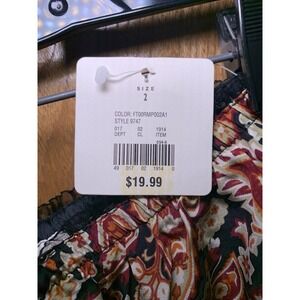 SIZE
2
COLOR: FT00RMP002A1
STYLE 9747
017 02 1914
DEPT CL ITEM
49 017 02 1914 0
$19.99